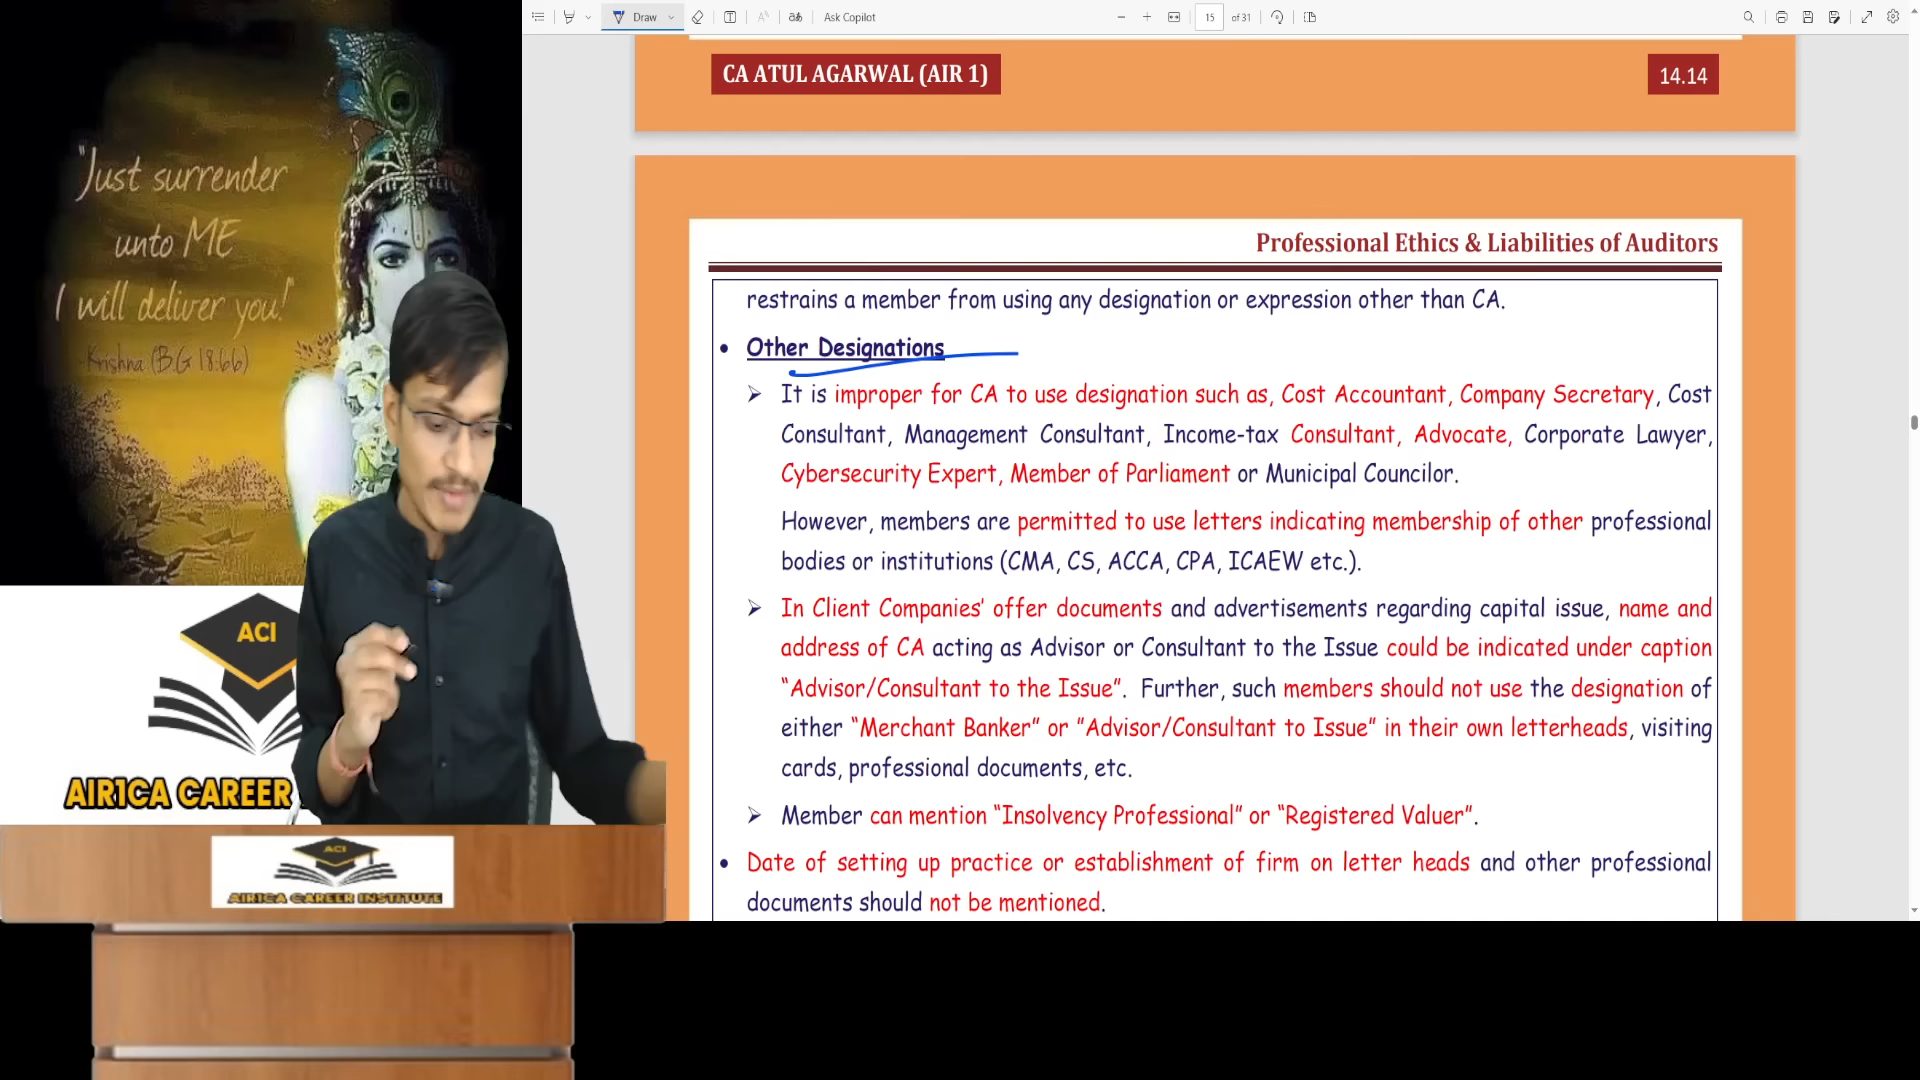 Draw
Ask Copilot
15
of 31
CA ATUL AGARWAL (AIR 1)
14.14
"Just surrender
unto ME
I will deliver you!"
-Krishna (B.G 18:66)
Professional Ethics & Liabilities of Auditors
restrains a member from using any designation or expression other than CA.
• Other Designations
➢ It is improper for CA to use designation such as, Cost Accountant, Company Secretary, Cost
Consultant, Management Consultant, Income-tax Consultant, Advocate, Corporate Lawyer,
Cybersecurity Expert, Member of Parliament or Municipal Councilor.
However, members are permitted to use letters indicating membership of other professional
bodies or institutions (CMA, CS, ACCA, CPA, ICAEW etc.).
➢ In Client Companies' offer documents and advertisements regarding capital issue, name and
address of CA acting as Advisor or Consultant to the Issue could be indicated under caption
"Advisor/Consultant to the Issue". Further, such members should not use the designation of
either "Merchant Banker" or "Advisor/Consultant to Issue" in their own letterheads, visiting
cards, professional documents, etc.
➢ Member can mention "Insolvency Professional" or "Registered Valuer".
• Date of setting up practice or establishment of firm on letter heads and other professional
documents should not be mentioned.
ACI
AIR1CA CAREER
ACI
AIR1CA CAREER INSTITUTE